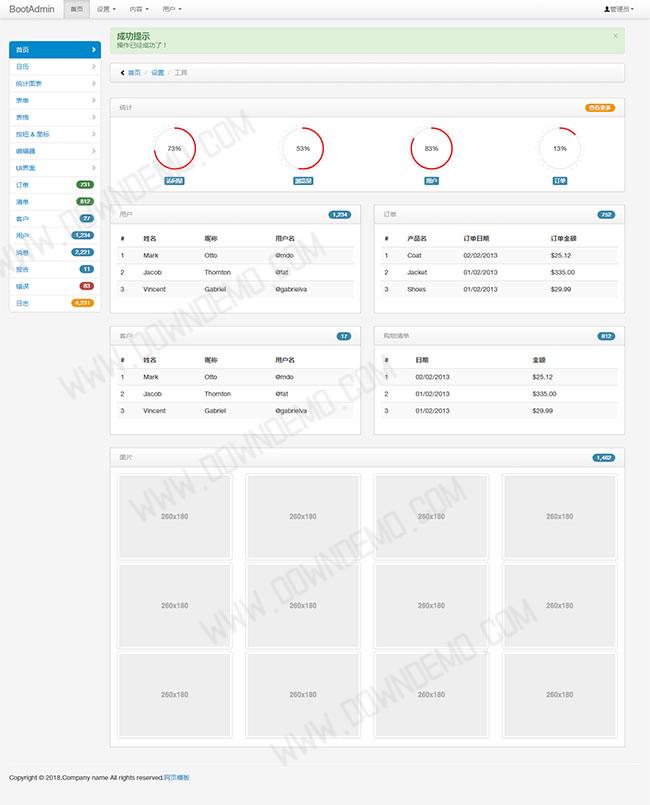 BootAdmin 首页 设置 内容 用户 管理员
成功提示 ×
操作已经成功了！
首页 / 设置 / 工具
首页
日历
统计图表
表单
表格
按钮 & 图标
编辑器
UI界面
订单 731
清单 812
客户 27
用户 1,234
消息 2,221
报告 11
错误 83
日志 4,231
统计 查看更多
73% 53% 83% 13%
访问量 浏览量 用户 订单
用户 1,234
# 姓名 昵称 用户名
1 Mark Otto @mdo
2 Jacob Thornton @fat
3 Vincent Gabriel @gabrielva
订单 752
# 产品名 订单日期 订单金额
1 Coat 02/02/2013 $25.12
2 Jacket 01/02/2013 $335.00
3 Shoes 01/02/2013 $29.99
客户 17
# 姓名 昵称 用户名
1 Mark Otto @mdo
2 Jacob Thornton @fat
3 Vincent Gabriel @gabrielva
购物清单 812
# 日期 金额
1 02/02/2013 $25.12
2 01/02/2013 $335.00
3 01/02/2013 $29.99
图片 1,462
260x180 260x180 260x180 260x180
260x180 260x180 260x180 260x180
260x180 260x180 260x180 260x180
Copyright © 2018.Company name All rights reserved.网页模板
WWW.DOWNDEMO.COM
WWW.DOWNDEMO.COM
WWW.DOWNDEMO.COM
WWW.DOWNDEMO.COM
WWW.DOWNDEMO.COM